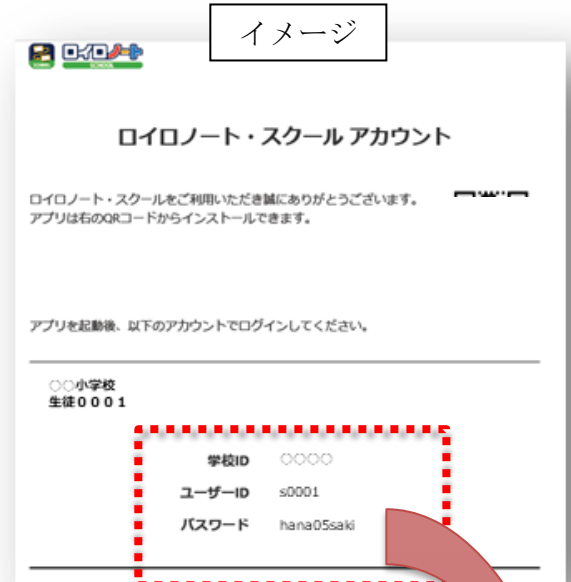 イメージ
ロイロノート
SCHOOL
ロイロノート・スクール アカウント
ロイロノート・スクールをご利用いただき誠にありがとうございます。
アプリは右のQRコードからインストールできます。
アプリを起動後、以下のアカウントでログインしてください。
○○小学校
生徒０００１
学校ID ○○○○
ユーザーID s0001
パスワード hana05saki